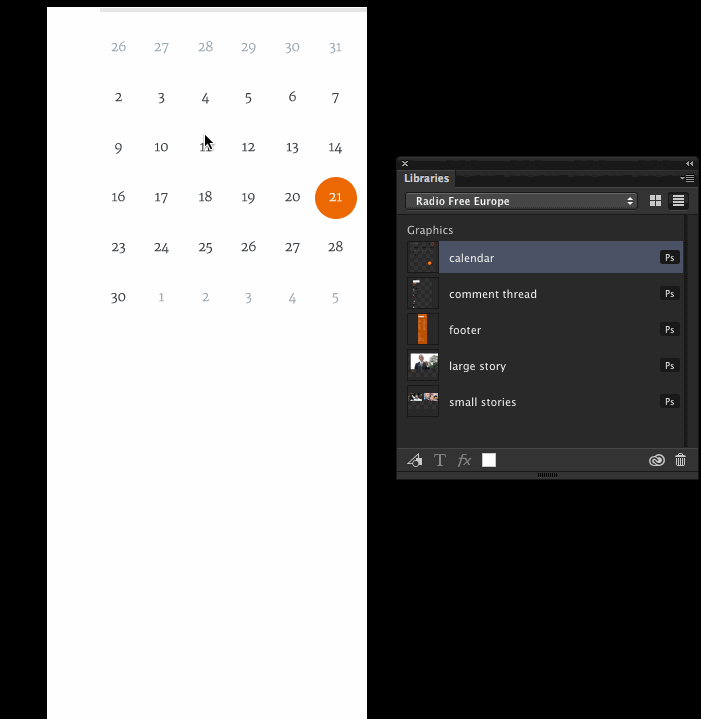 26 27 28 29 30 31
2 3 4 5 6 7
9 10 11 12 13 14
16 17 18 19 20 21
23 24 25 26 27 28
30 1 2 3 4 5
Libraries
Radio Free Europe
Graphics
calendar Ps
comment thread Ps
footer Ps
large story Ps
small stories Ps
T fx